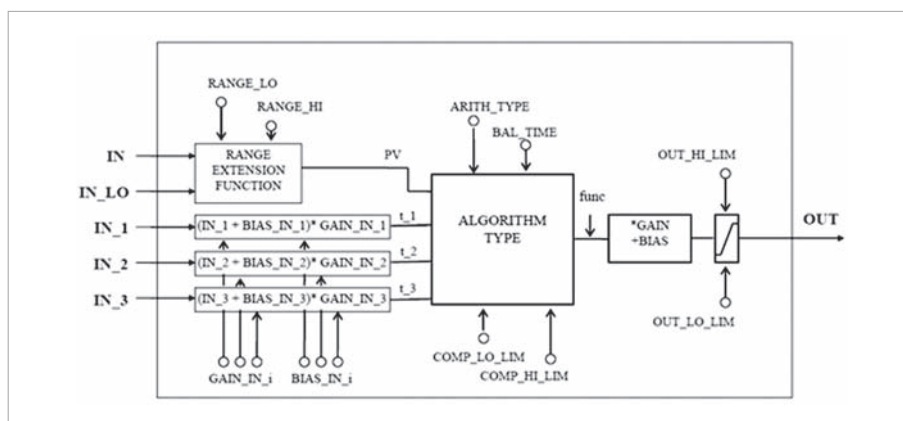 RANGE_LO
RANGE_HI
ARITH_TYPE
BAL_TIME
IN
IN_LO
RANGE
EXTENSION
FUNCTION
PV
OUT_HI_LIM
func
ALGORITHM
TYPE
*GAIN
+BIAS
OUT
IN_1
(IN_1 + BIAS_IN_1)* GAIN_IN_1)
t_1
IN_2
(IN_2 + BIAS_IN_2)* GAIN_IN_2)
t_2
IN_3
(IN_3 + BIAS_IN_3)* GAIN_IN_3)
t_3
OUT_LO_LIM
COMP_LO_LIM
COMP_HI_LIM
GAIN_IN_i
BIAS_IN_i